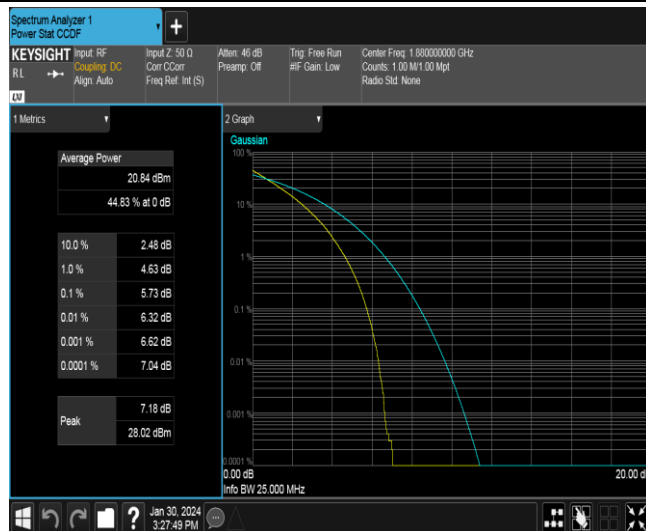 Spectrum Analyzer 1
Power Stat CCDF
+
KEYSIGHT
RL
Input: RF
Coupling: DC
Align: Auto
Input Z: 50 Ω
Corr CCorr
Freq Ref: Int (S)
Atten: 46 dB
Preamp: Off
Trig: Free Run
#IF Gain: Low
Center Freq: 1.880000000 GHz
Counts: 1.00 M/1.00 Mpt
Radio Std: None
1 Metrics
Average Power
20.84 dBm
44.83 % at 0 dB
10.0 % 2.48 dB
1.0 % 4.63 dB
0.1 % 5.73 dB
0.01 % 6.32 dB
0.001 % 6.62 dB
0.0001 % 7.04 dB
Peak
7.18 dB
28.02 dBm
2 Graph
Gaussian
100 %
10 %
1 %
0.1 %
0.01 %
0.001 %
0.0001 %
0.00 dB
20.00 d
Info BW 25.000 MHz
?
Jan 30, 2024
3:27:49 PM